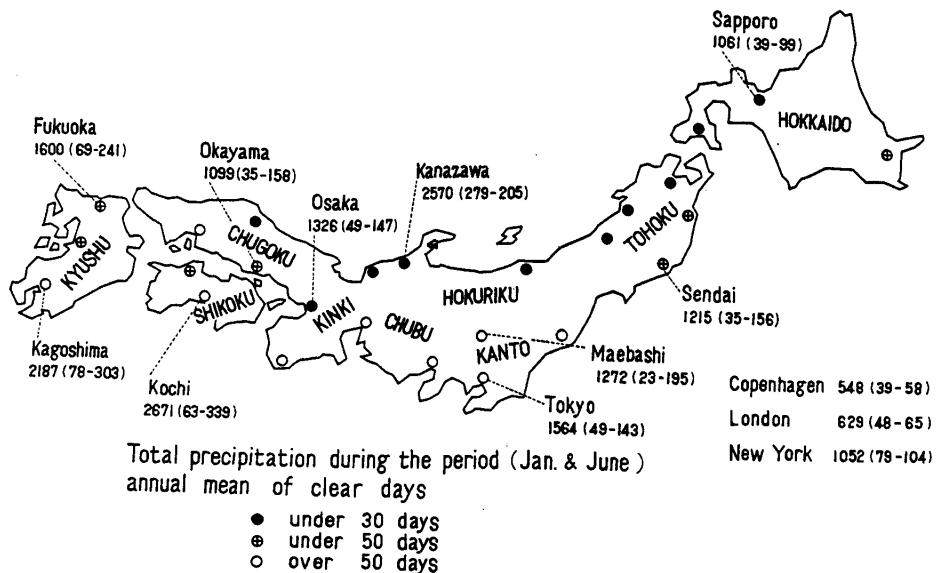 Sapporo
1061 (39-99)
HOKKAIDO
Fukuoka
1600 (69-241)
Okayama
1099(35-158)
Osaka
1326 (49-147)
Kanazawa
2570 (279-205)
TOHOKU
KYUSHU
CHUGOKU
SHIKOKU
KINKI
HOKURIKU
CHUBU
KANTO
Sendai
1215 (35-156)
Kagoshima
2187 (78-303)
Kochi
2671 (63-339)
Maebashi
1272 (23-195)
Tokyo
1564 (49-143)
Copenhagen 548 (39-58)
London 629 (48-65)
New York 1052 (79-104)
Total precipitation during the period (Jan. & June)
annual mean of clear days
under 30 days
under 50 days
over 50 days